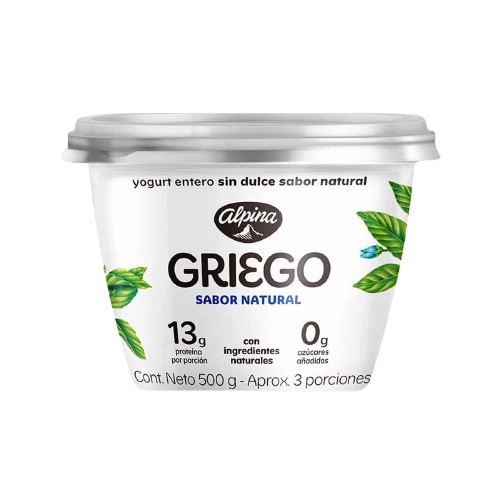 yogurt entero sin dulce sabor natural
alpina
GRIEGO
SABOR NATURAL
13g
proteína
por porción
con
ingredientes
naturales
0g
azúcares
añadidos
Cont. Neto 500 g - Aprox. 3 porciones